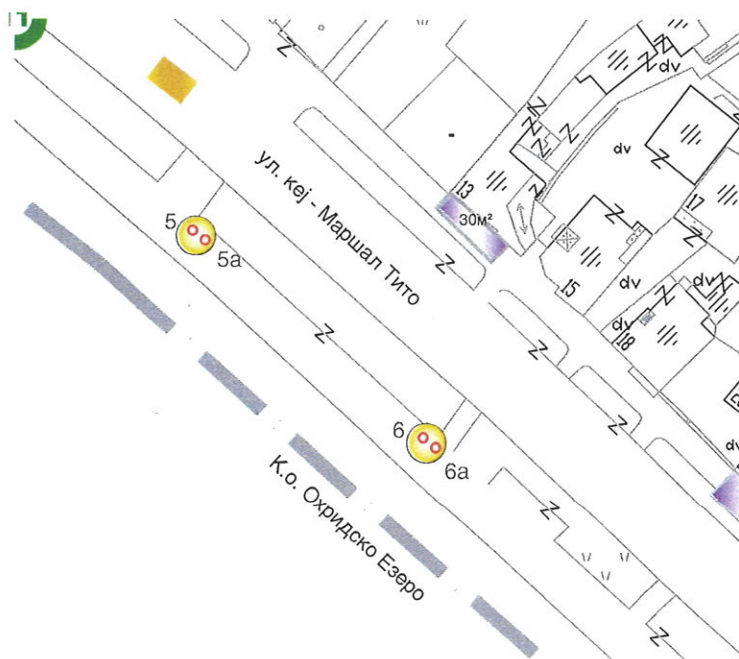 1
dv
ул. кеј - Маршал Тито
13
30м²
dv
17
5
5а
15
dv
dv
dv
18
6
6а
dv
К.о. Охридско Езеро